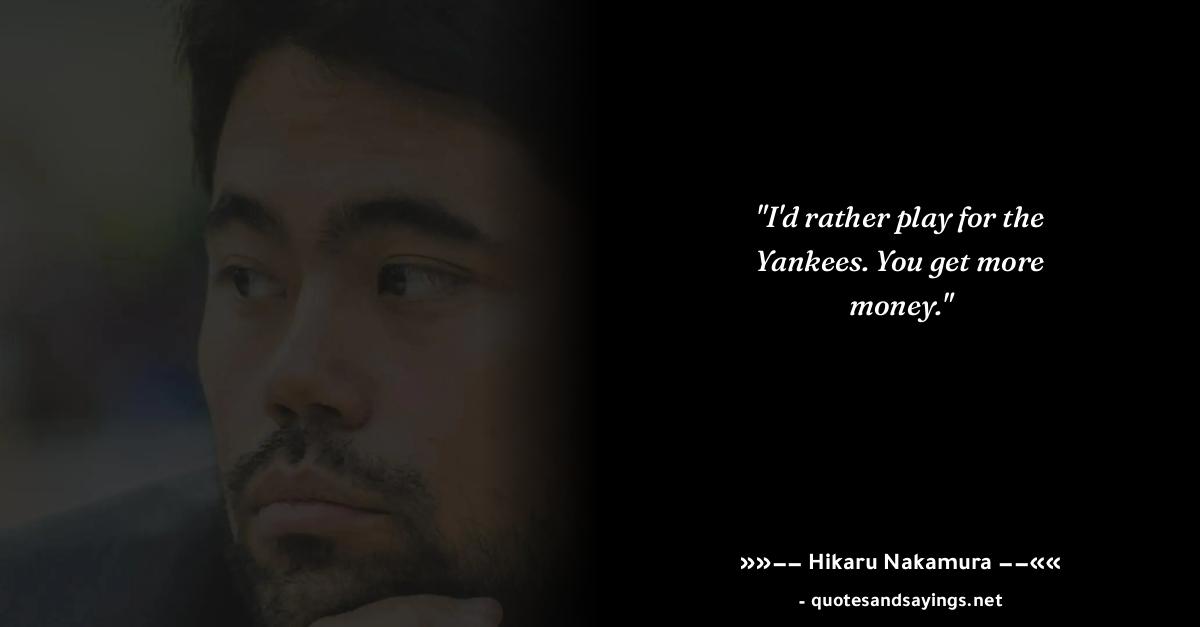 "I'd rather play for the
Yankees. You get more
money."
»»–– Hikaru Nakamura ––««
- quotesandsayings.net